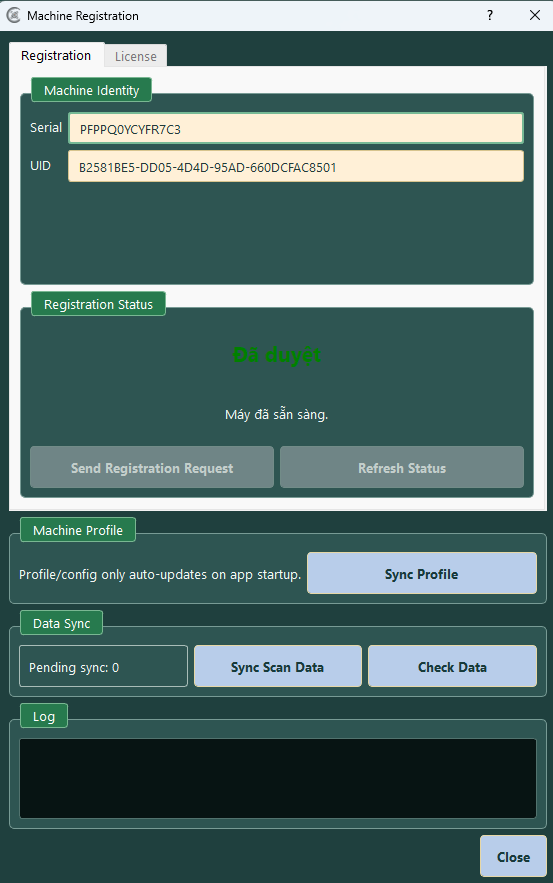 Machine Registration
Registration
License
Machine Identity
Serial
PFPPQ0YCYFR7C3
UID
B2581BE5-DD05-4D4D-95AD-660DCFAC8501
Registration Status
Đã duyệt
Máy đã sẵn sàng.
Send Registration Request
Refresh Status
Machine Profile
Profile/config only auto-updates on app startup.
Sync Profile
Data Sync
Pending sync: 0
Sync Scan Data
Check Data
Log
Close